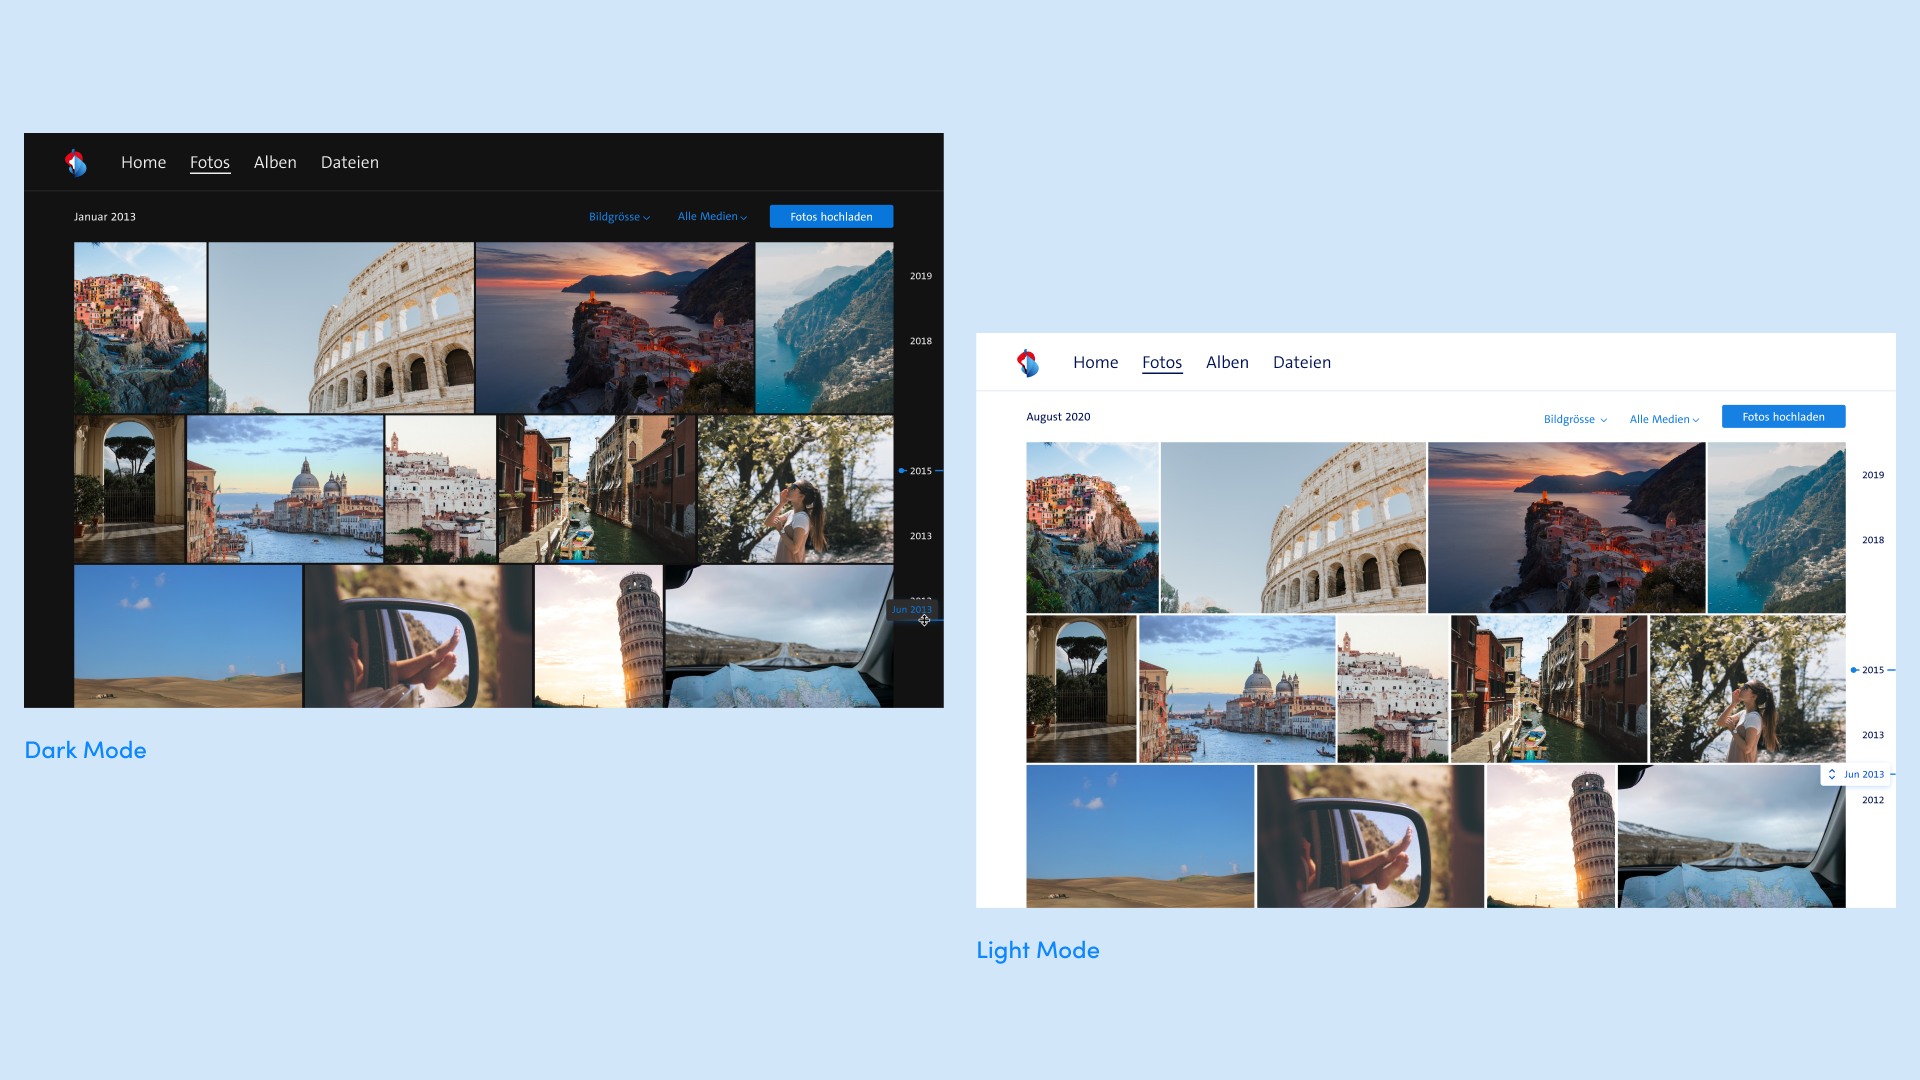 Home Fotos Alben Dateien
Januar 2013 Bildgrösse Alle Medien Fotos hochladen
2019
2018
2015
2013
Jun 2013
Dark Mode
Home Fotos Alben Dateien
August 2020 Bildgrösse Alle Medien Fotos hochladen
2019
2018
2015
2013
Jun 2013
2012
Light Mode